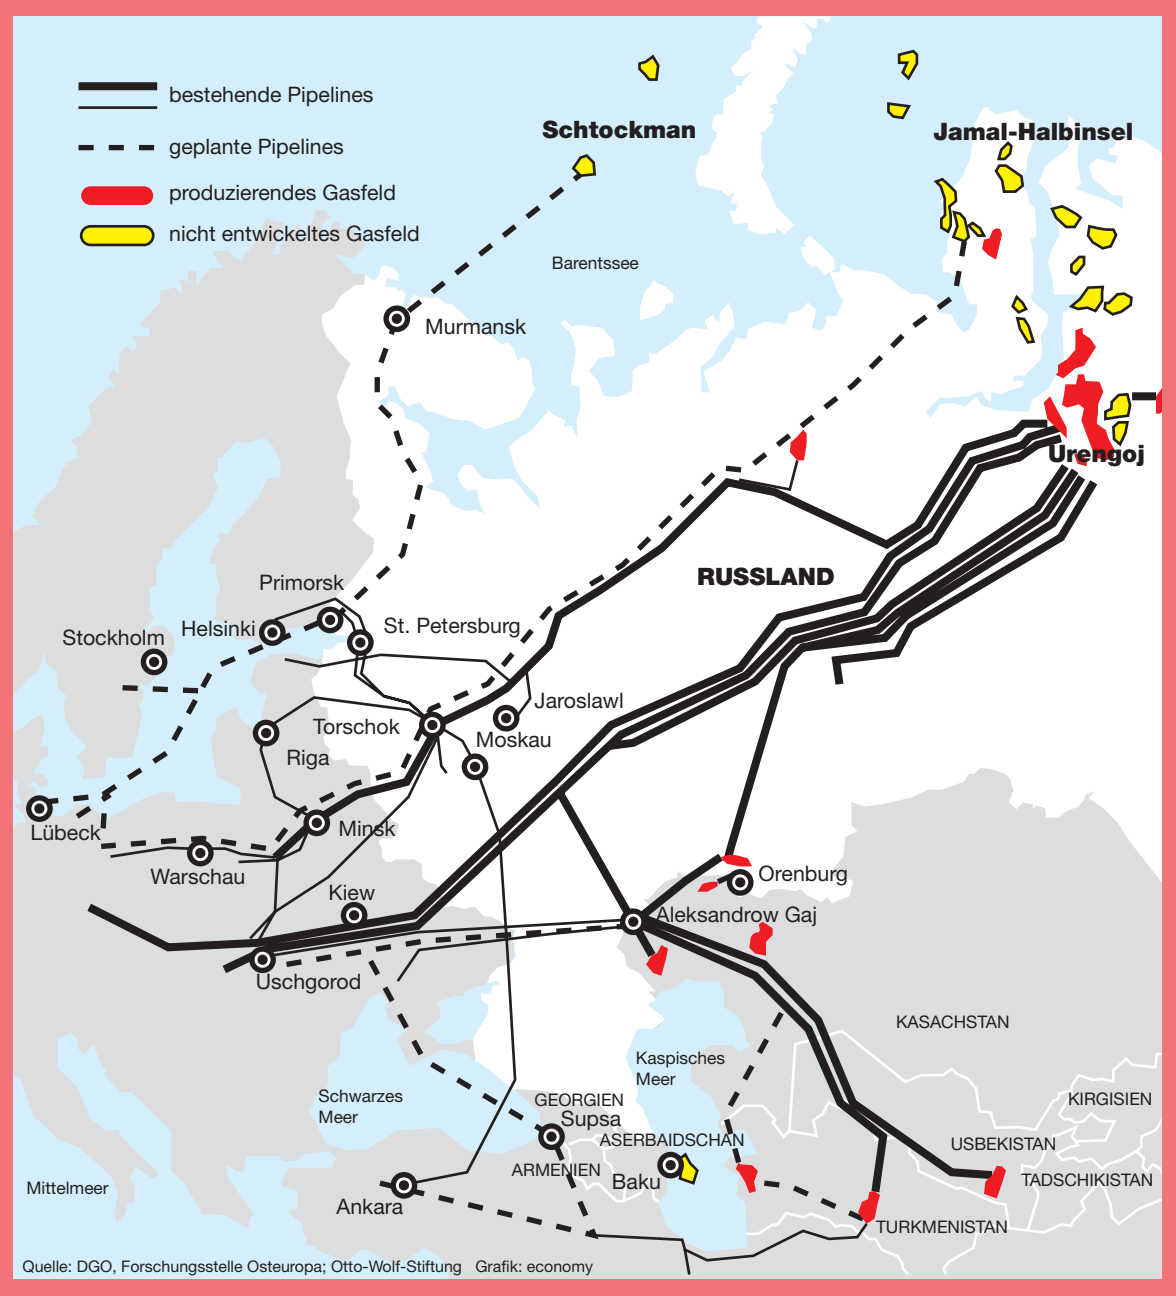 bestehende Pipelines
geplante Pipelines
produzierendes Gasfeld
nicht entwickeltes Gasfeld
Schtockman
Jamal-Halbinsel
Barentssee
Murmansk
Urengoj
RUSSLAND
Primorsk
Helsinki
St. Petersburg
Stockholm
Jaroslawl
Torschok
Moskau
Riga
Lübeck
Minsk
Warschau
Orenburg
Kiew
Aleksandrow Gaj
Uschgorod
KASACHSTAN
Kaspisches
Meer
Schwarzes
Meer
GEORGIEN
KIRGISIEN
Supsa
ASERBAIDSCHAN
USBEKISTAN
ARMENIEN
Baku
TADSCHIKISTAN
Mittelmeer
Ankara
TURKMENISTAN
Quelle: DGO, Forschungsstelle Osteuropa; Otto-Wolf-Stiftung Grafik: economy